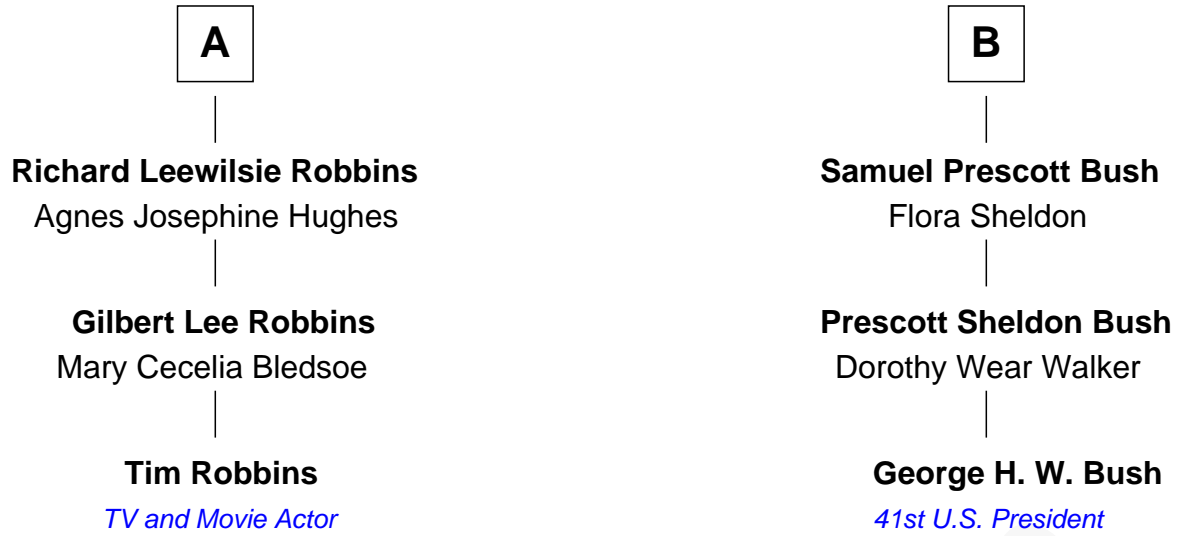 A
Richard Leewilsie Robbins
Agnes Josephine Hughes
Gilbert Lee Robbins
Mary Cecelia Bledsoe
Tim Robbins
TV and Movie Actor
B
Samuel Prescott Bush
Flora Sheldon
Prescott Sheldon Bush
Dorothy Wear Walker
George H. W. Bush
41st U.S. President